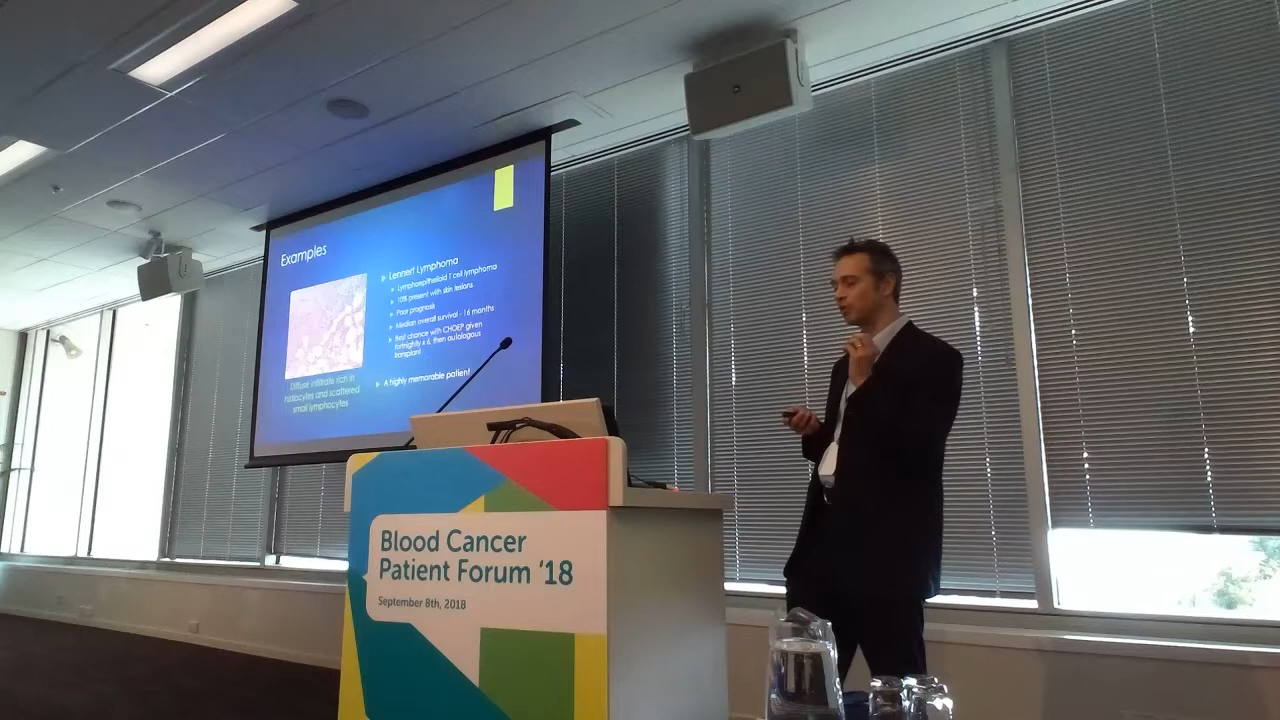 Examples
Lennert Lymphoma
Lymphoepithelioid T cell lymphoma
10% present with skin lesions
Poor prognosis
Median overall survival - 16 months
Best chance with CHOEP given
fortnightly x 6, then autologous
transplant
A highly memorable patient
Diffuse infiltrate rich in
histiocytes and scattered
small lymphocytes
Blood Cancer
Patient Forum '18
September 8th, 2018